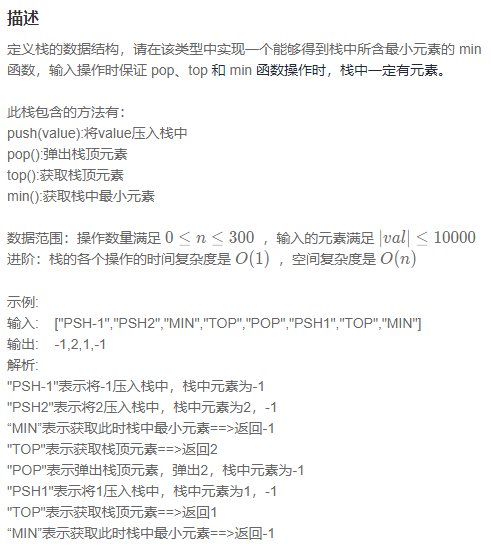 描述
定义栈的数据结构，请在该类型中实现一个能够得到栈中所含最小元素的 min
函数，输入操作时保证 pop、top 和 min 函数操作时，栈中一定有元素。
此栈包含的方法有：
push(value):将value压入栈中
pop():弹出栈顶元素
top():获取栈顶元素
min():获取栈中最小元素
数据范围：操作数量满足 0 ≤ n ≤ 300 ，输入的元素满足 |val| ≤ 10000
进阶：栈的各个操作的时间复杂度是 O(1) ，空间复杂度是 O(n)
示例:
输入: ["PSH-1","PSH2","MIN","TOP","POP","PSH1","TOP","MIN"]
输出: -1,2,1,-1
解析:
"PSH-1"表示将-1压入栈中，栈中元素为-1
"PSH2"表示将2压入栈中，栈中元素为2，-1
“MIN”表示获取此时栈中最小元素==>返回-1
"TOP"表示获取栈顶元素==>返回2
"POP"表示弹出栈顶元素，弹出2，栈中元素为-1
"PSH1"表示将1压入栈中，栈中元素为1，-1
"TOP"表示获取栈顶元素==>返回1
“MIN”表示获取此时栈中最小元素==>返回-1